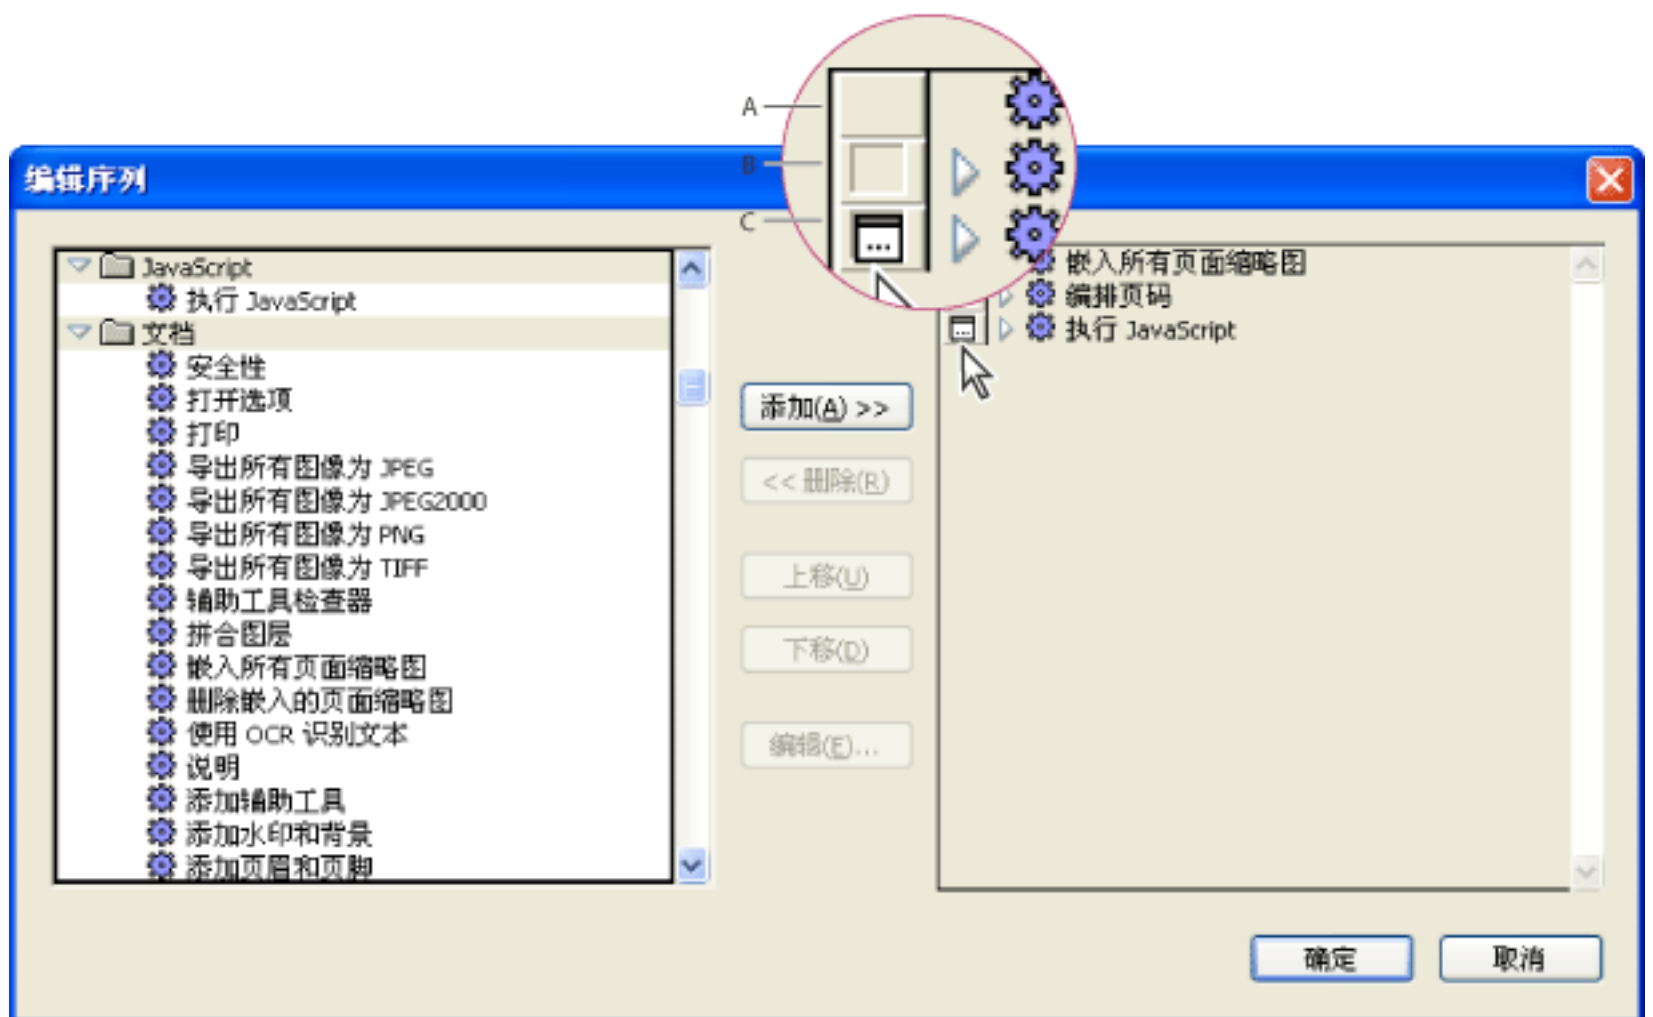 A
B
C
编辑序列
JavaScript
执行 JavaScript
文档
安全性
打开选项
打印
导出所有图像为 JPEG
导出所有图像为 JPEG2000
导出所有图像为 PNG
导出所有图像为 TIFF
辅助工具检查器
拼合图层
嵌入所有页面缩略图
删除嵌入的页面缩略图
使用 OCR 识别文本
说明
添加辅助工具
添加水印和背景
添加页眉和页脚
添加(A) >>
<< 删除(R)
上移(U)
下移(D)
编辑(E)...
嵌入所有页面缩略图
编排页码
执行 JavaScript
确定
取消